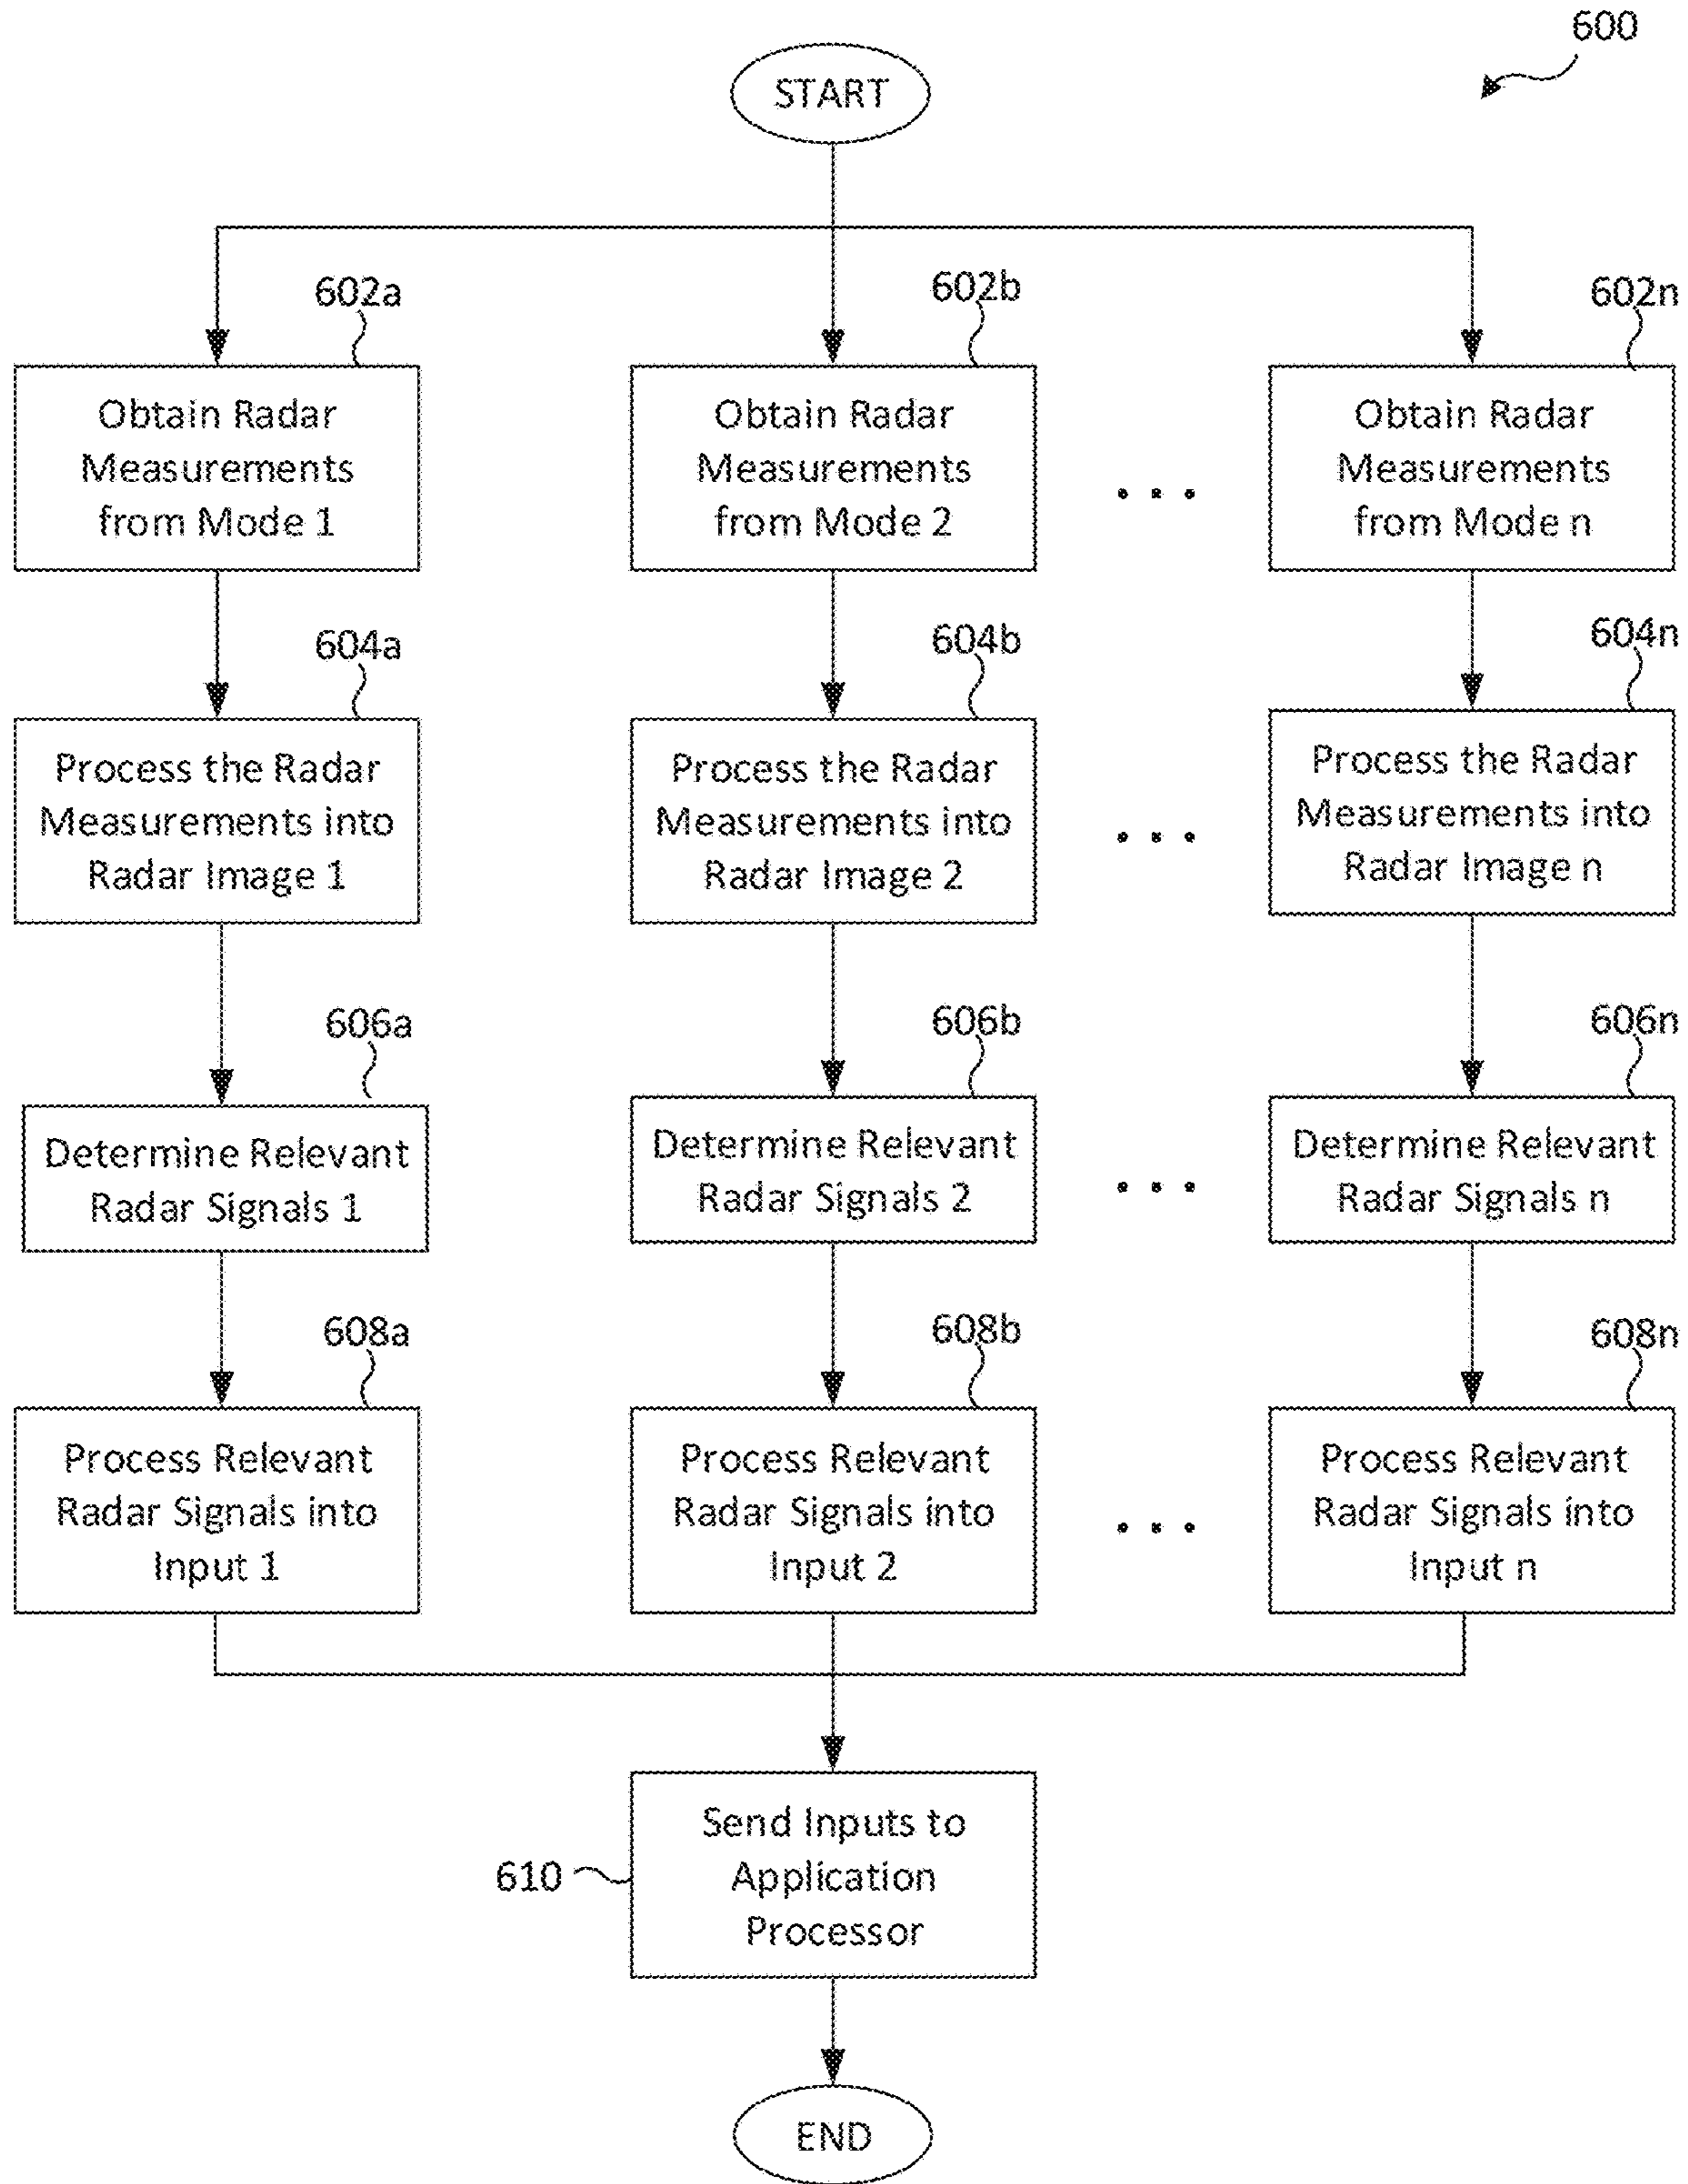 600
START
602a
602b
602n
Obtain Radar
Measurements
from Mode 1
Obtain Radar
Measurements
from Mode 2
Obtain Radar
Measurements
from Mode n
. . .
604a
604b
604n
Process the Radar
Measurements into
Radar Image 1
Process the Radar
Measurements into
Radar Image 2
Process the Radar
Measurements into
Radar Image n
. . .
606a
606b
606n
Determine Relevant
Radar Signals 1
Determine Relevant
Radar Signals 2
Determine Relevant
Radar Signals n
. . .
608a
608b
608n
Process Relevant
Radar Signals into
Input 1
Process Relevant
Radar Signals into
Input 2
Process Relevant
Radar Signals into
Input n
. . .
610
Send Inputs to
Application
Processor
END